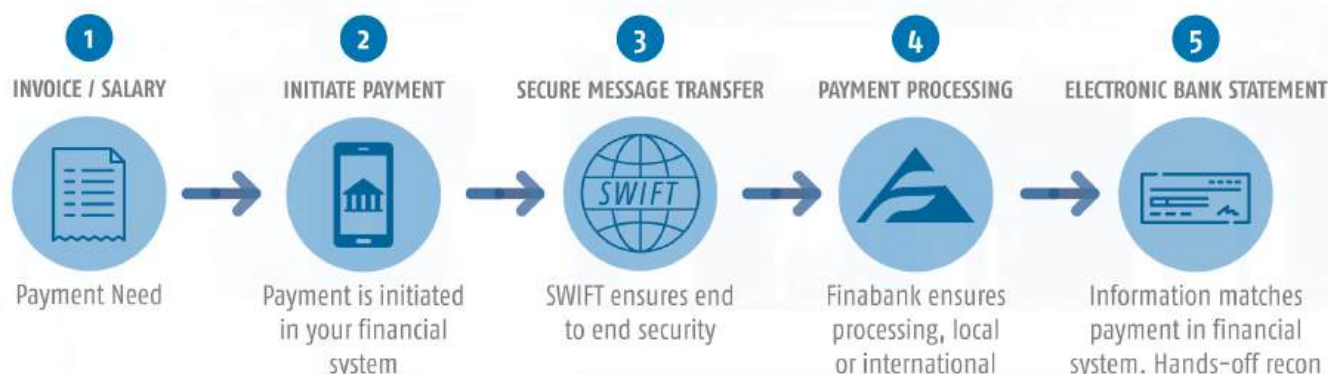 1
INVOICE / SALARY
Payment Need
2
INITIATE PAYMENT
Payment is initiated
in your financial
system
3
SECURE MESSAGE TRANSFER
SWIFT
SWIFT ensures end
to end security
4
PAYMENT PROCESSING
Finabank ensures
processing, local
or international
5
ELECTRONIC BANK STATEMENT
Information matches
payment in financial
system. Hands-off recon